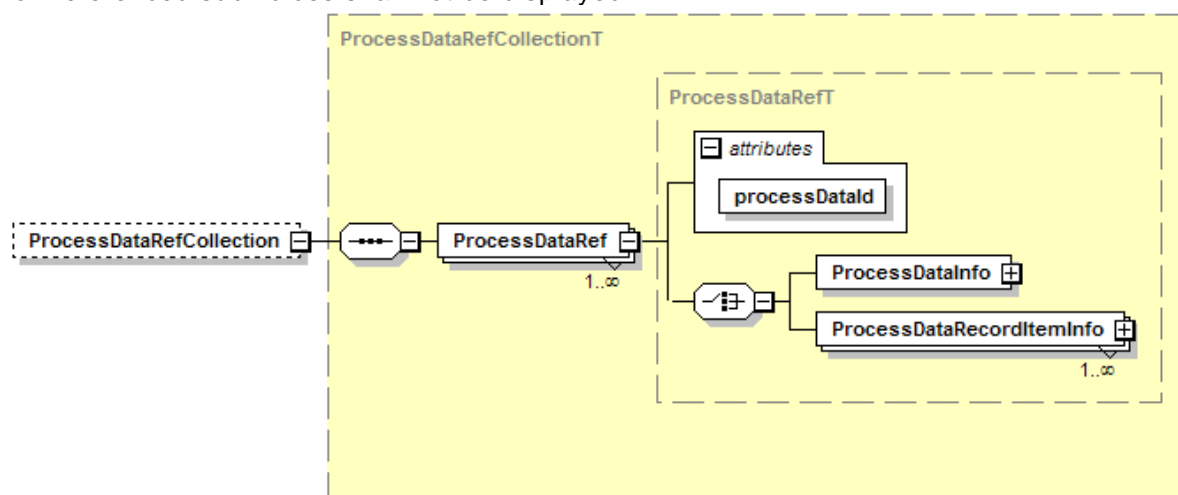 ProcessDataRefCollectionT
ProcessDataRefT
attributes
processDataId
ProcessDataRefCollection
ProcessDataRef
1..∞
ProcessDataInfo
ProcessDataRecordItemInfo
1..∞